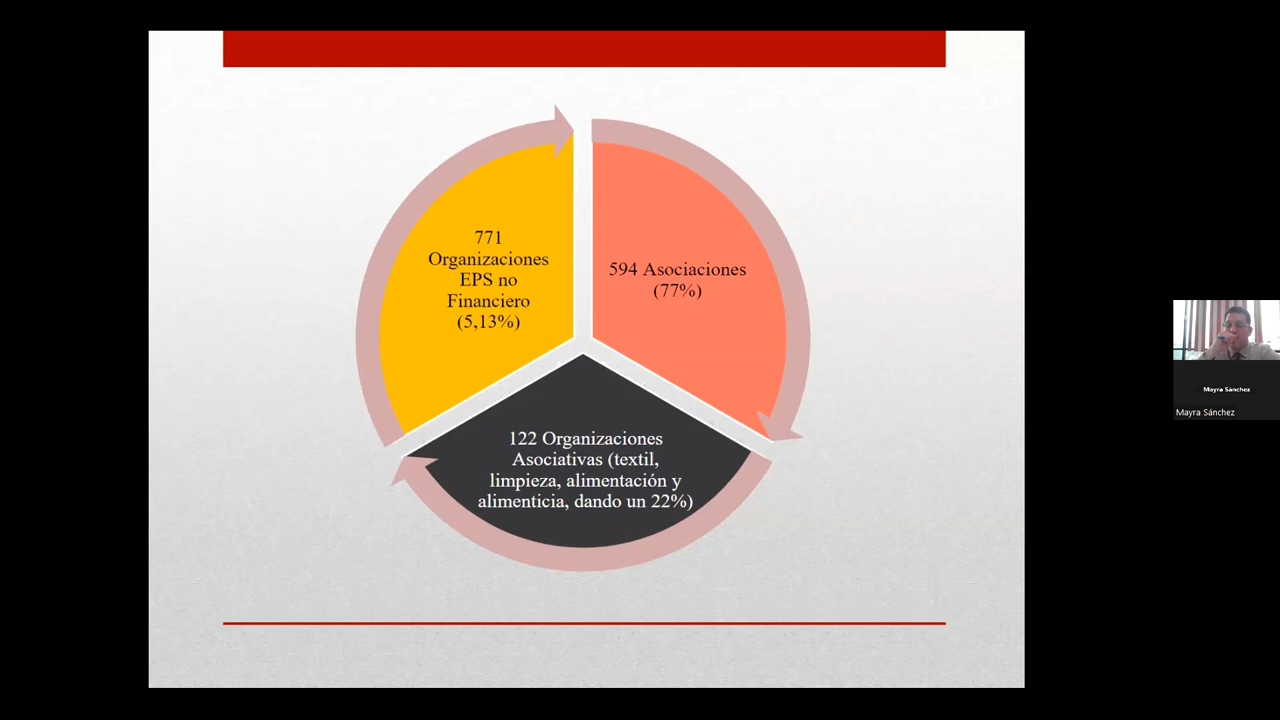 771
Organizaciones
EPS no
Financiero
(5,13%)
594 Asociaciones
(77%)
122 Organizaciones
Asociativas (textil,
limpieza, alimentación y
alimenticia, dando un 22%)
Mayra Sánchez
Mayra Sánchez